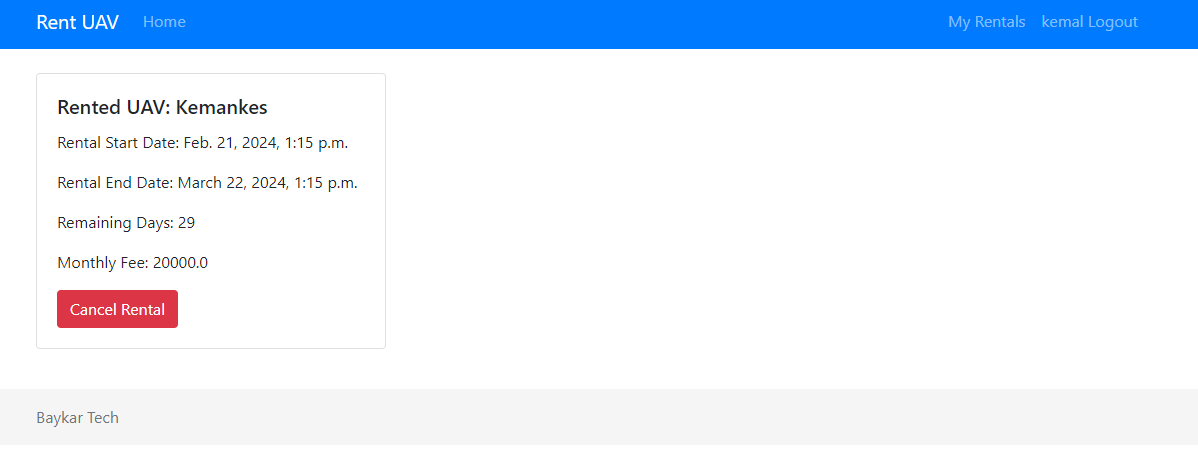 Rent UAV Home My Rentals kemal Logout
Rented UAV: Kemankes
Rental Start Date: Feb. 21, 2024, 1:15 p.m.
Rental End Date: March 22, 2024, 1:15 p.m.
Remaining Days: 29
Monthly Fee: 20000.0
Cancel Rental
Baykar Tech